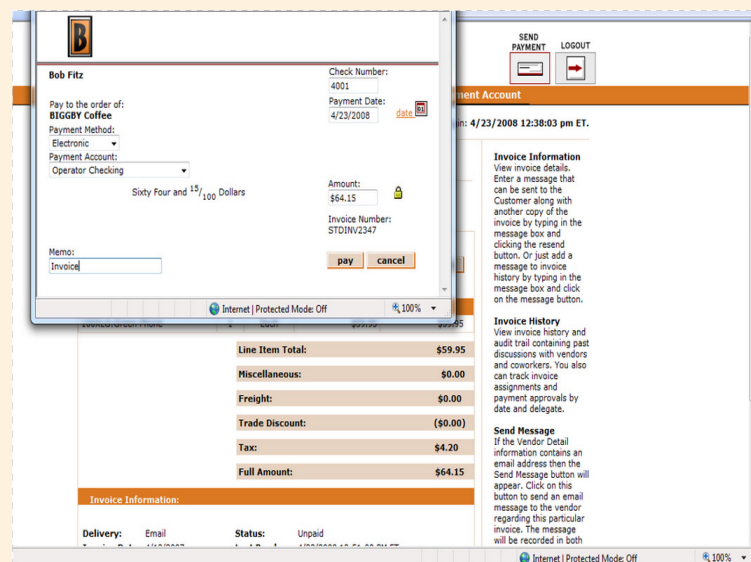 B
Bob Fitz
Check Number:
4001
Pay to the order of:
BIGGBY Coffee
Payment Date:
4/23/2008 date 01
Payment Method:
Electronic
Payment Account:
Operator Checking
Sixty Four and 15/100 Dollars
Amount:
$64.15
Invoice Number:
STDINV2347
Memo:
Invoice
pay cancel
Internet | Protected Mode: Off 100%
SEND
PAYMENT LOGOUT
ment Account
in: 4/23/2008 12:38:03 pm ET.
Line Item Total: $59.95
Miscellaneous: $0.00
Freight: $0.00
Trade Discount: ($0.00)
Tax: $4.20
Full Amount: $64.15
Invoice Information:
Delivery: Email Status: Unpaid
Invoice Information
View invoice details.
Enter a message that
can be sent to the
Customer along with
another copy of the
invoice by typing in the
message box and
clicking the resend
button. Or just add a
message to invoice
history by typing in the
message box and click
on the message button.
Invoice History
View invoice history and
audit trail containing past
discussions with vendors
and coworkers. You also
can track invoice
assignments and
payment approvals by
date and delegate.
Send Message
If the Vendor Detail
information contains an
email address then the
Send Message button will
appear. Click on this
button to send an email
message to the vendor
regarding this particular
invoice. The message
will be recorded in both
Internet | Protected Mode: Off 100%